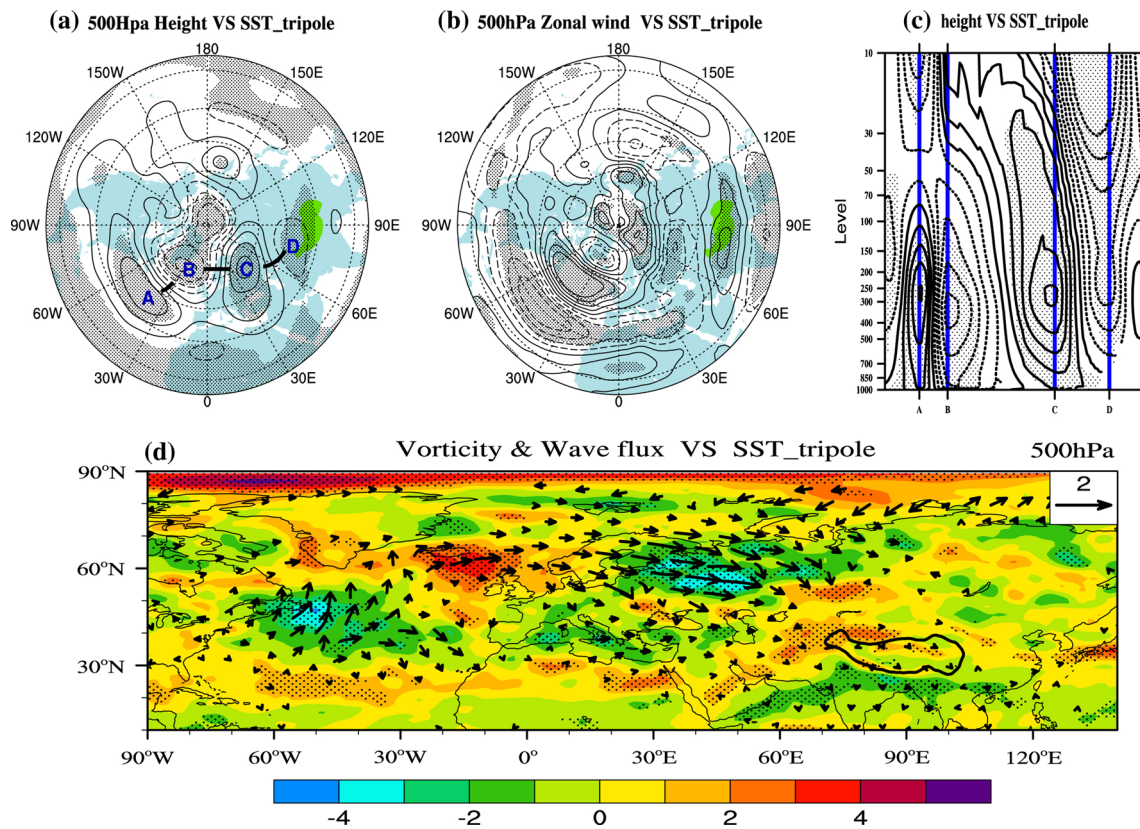 (a) 500Hpa Height VS SST_tripole
180
150W 150E
120W 120E
90W 90E
60W 60E
30W 30E
0
A B C D
(b) 500hPa Zonal wind VS SST_tripole
180
150W 150E
120W 120E
90W 90E
60W 60E
30W 30E
0
(c) height VS SST_tripole
Level
10
30
50
70
100
150
200
250
300
400
500
700
850
1000
A B C D
(d) Vorticity & Wave flux VS SST_tripole 500hPa
2
90°N
60°N
30°N
90°W 60°W 30°W 0° 30°E 60°E 90°E 120°E
-4 -2 0 2 4